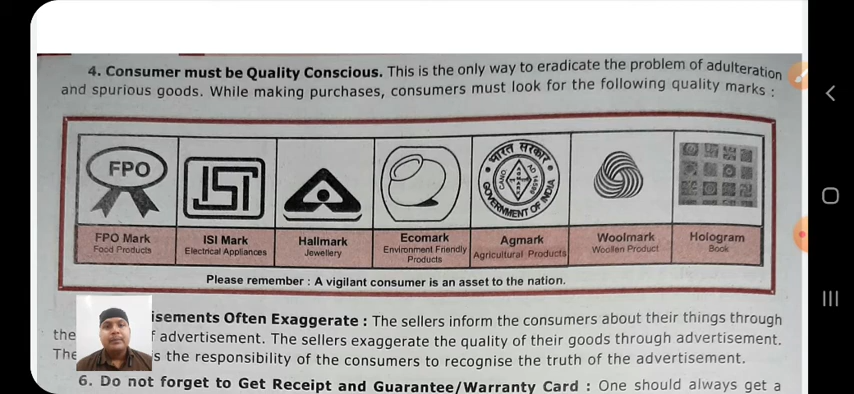 4. Consumer must be Quality Conscious. This is the only way to eradicate the problem of adulteration
and spurious goods. While making purchases, consumers must look for the following quality marks :
FPO
भारत सरकार
GOVERNMENT OF INDIA
FPO Mark
Food Products
ISI Mark
Electrical Appliances
Hallmark
Jewellery
Ecomark
Environment Friendly
Products
Agmark
Agricultural Products
Woolmark
Woollen Product
Hologram
Book
Please remember : A vigilant consumer is an asset to the nation.
isements Often Exaggerate : The sellers inform the consumers about their things through
the f advertisement. The sellers exaggerate the quality of their goods through advertisement.
The s the responsibility of the consumers to recognise the truth of the advertisement.
6. Do not forget to Get Receipt and Guarantee/Warranty Card : One should always get a